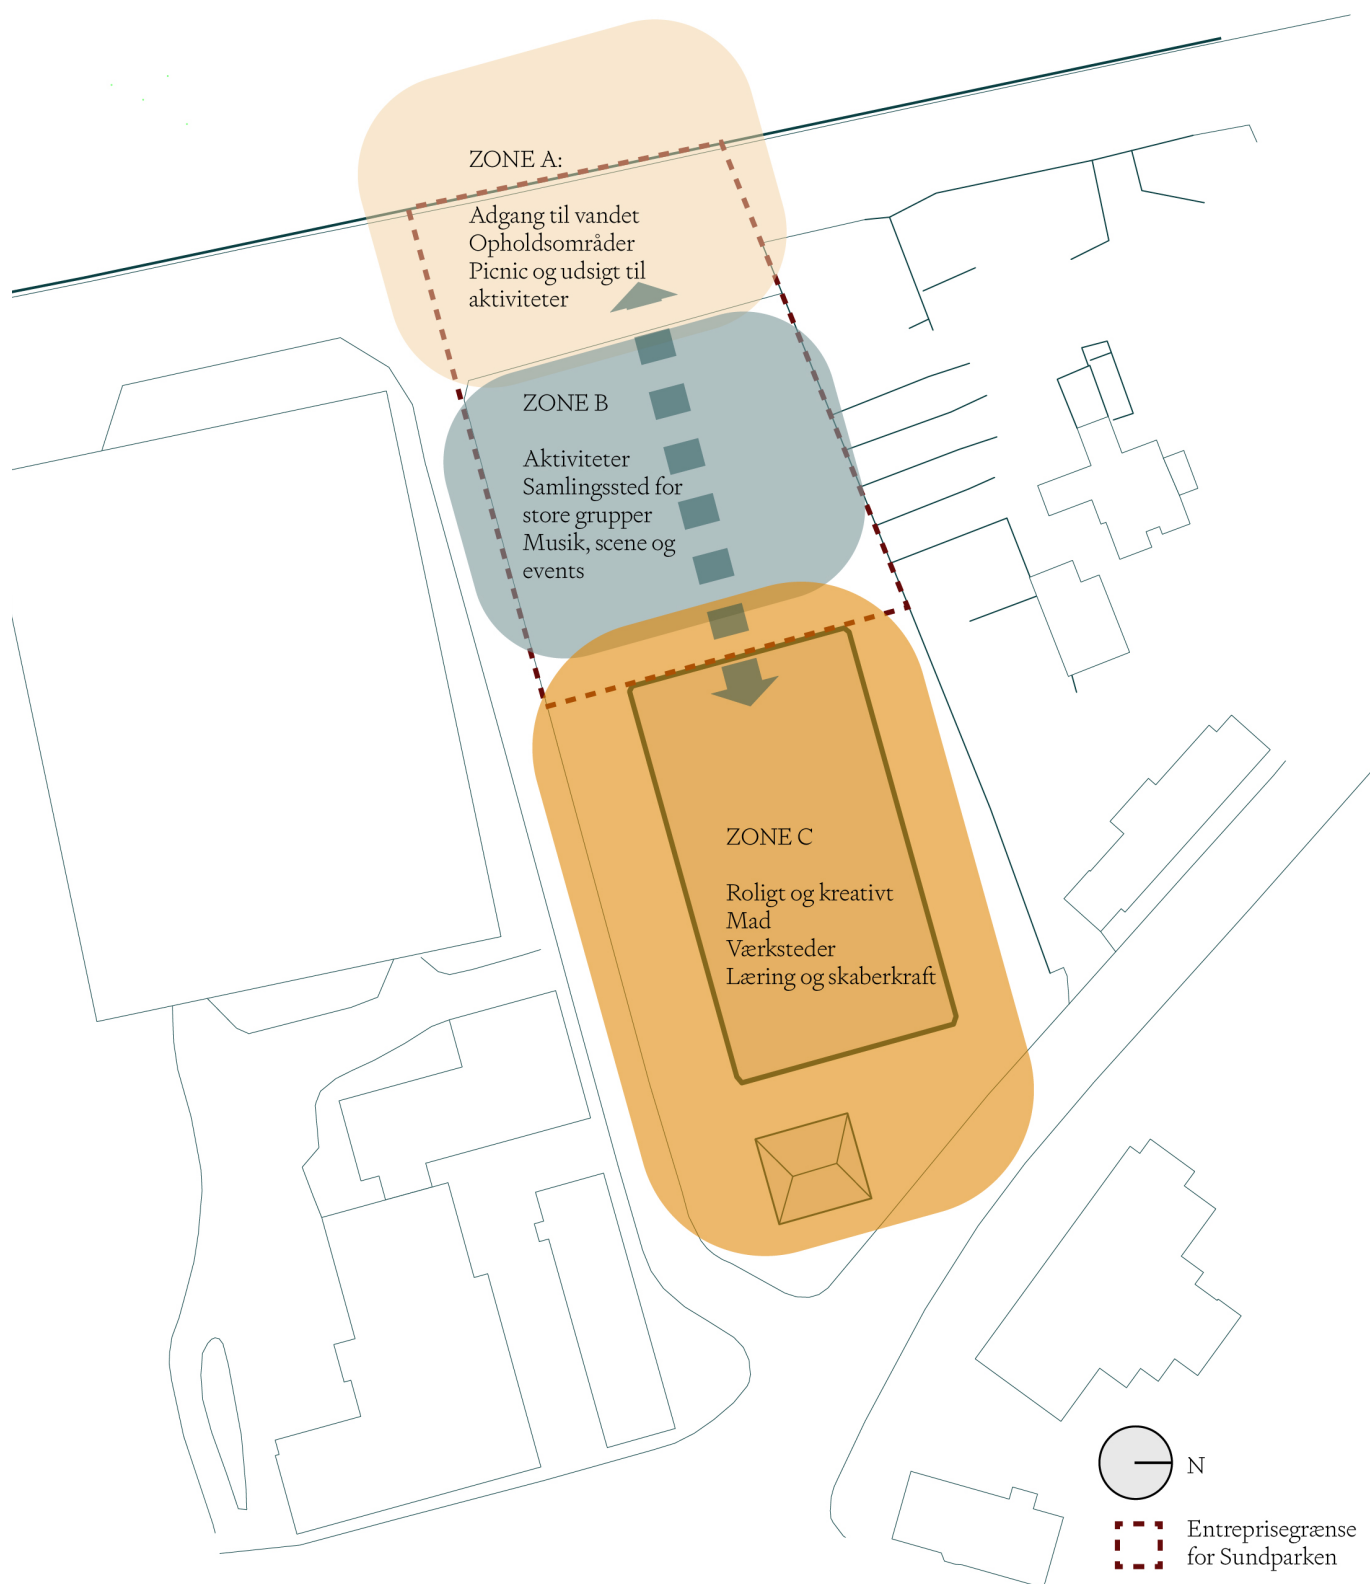 ZONE A:
Adgang til vandet
Opholdsområder
Picnic og udsigt til
aktiviteter
ZONE B
Aktiviteter
Samlingssted for
store grupper
Musik, scene og
events
ZONE C
Roligt og kreativt
Mad
Værksteder
Læring og skaberkraft
N
Entreprisegrænse
for Sundparken